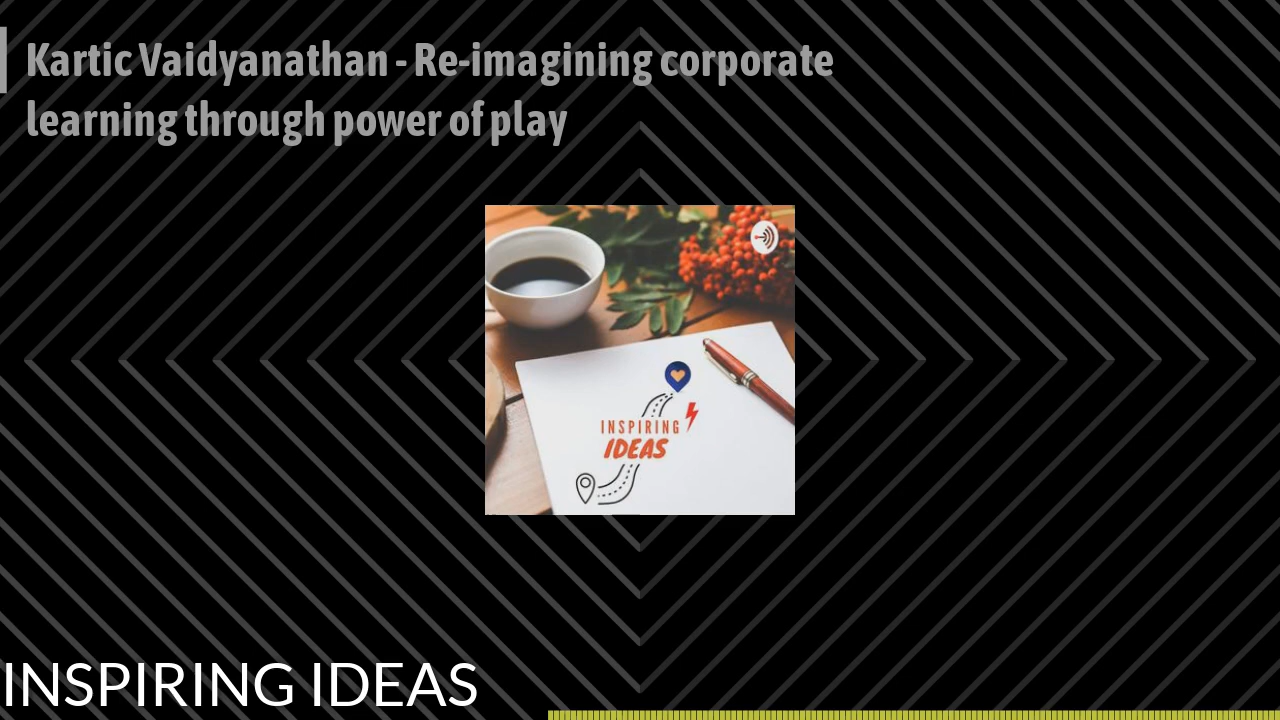 Kartic Vaidyanathan - Re-imagining corporate
learning through power of play
INSPIRING
IDEAS
INSPIRING IDEAS